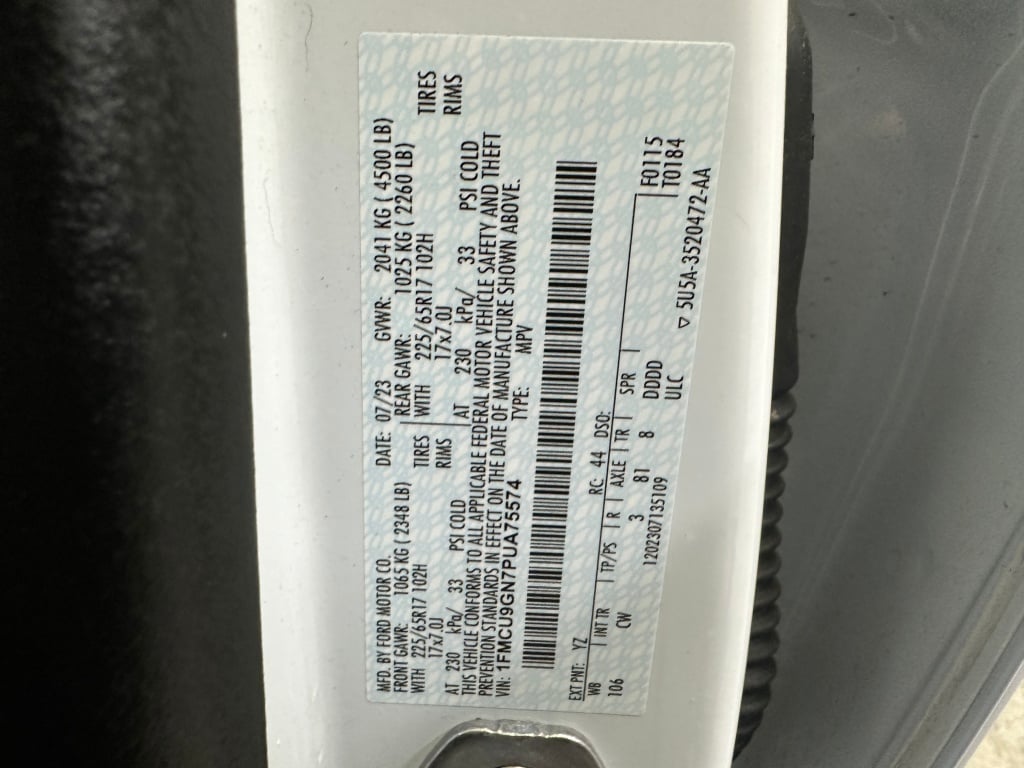 MFD. BY FORD MOTOR CO. DATE: 07/23 GVWR: 2041 KG ( 4500 LB)
FRONT GAWR: 1065 KG ( 2348 LB) REAR GAWR: 1025 KG ( 2260 LB)
WITH 225/65R17 102H TIRES WITH 225/65R17 102H TIRES
17x7.0J RIMS 17x7.0J RIMS
AT 230 kPa/ 33 PSI COLD AT 230 kPa/ 33 PSI COLD
THIS VEHICLE CONFORMS TO ALL APPLICABLE FEDERAL MOTOR VEHICLE SAFETY AND THEFT
PREVENTION STANDARDS IN EFFECT ON THE DATE OF MANUFACTURE SHOWN ABOVE.
VIN: 1FMCU9GN7PUA75574 TYPE: MPV
EXT PNT: YZ RC: 44 DSO: F0115
WB INT TR TP/PS R AXLE TR SPR T0184
106 CW 3 81 8 DDDD
1202307135109 ULC
▽ 5U5A-3520472-AA